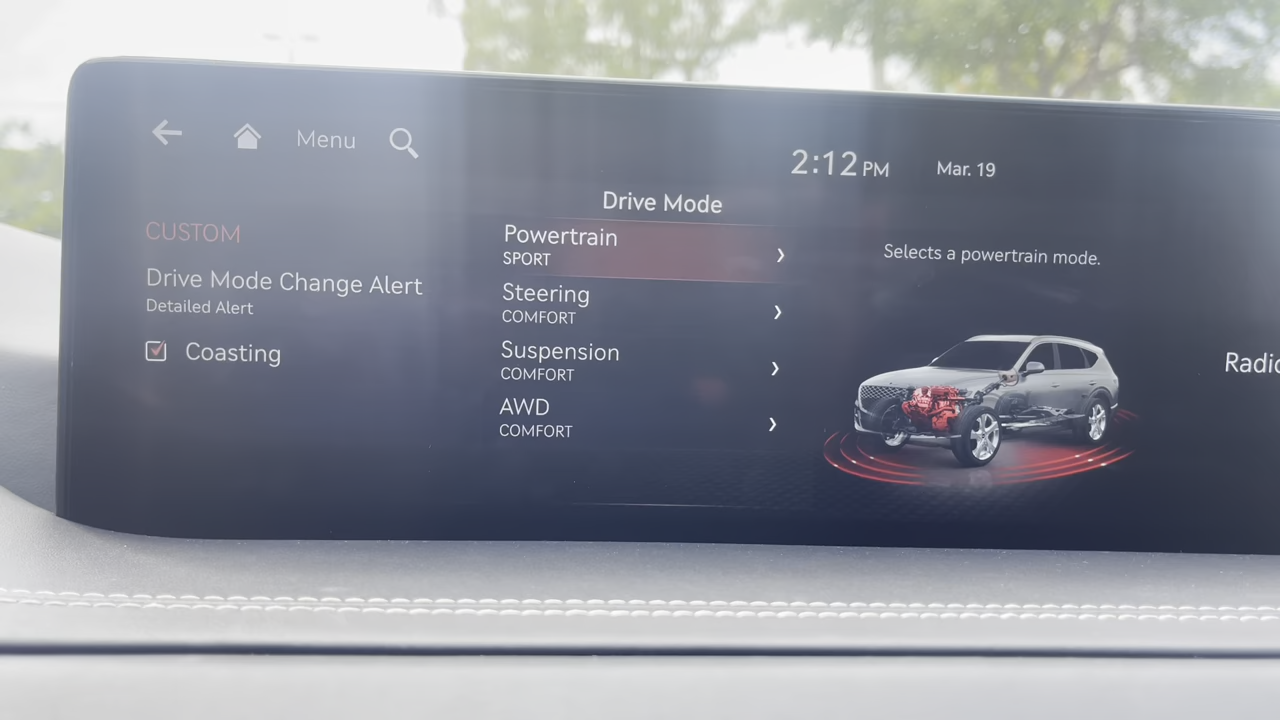 Menu
2:12 PM
Mar. 19
CUSTOM
Drive Mode Change Alert
Detailed Alert
Coasting
Drive Mode
Powertrain
SPORT
Steering
COMFORT
Suspension
COMFORT
AWD
COMFORT
Selects a powertrain mode.